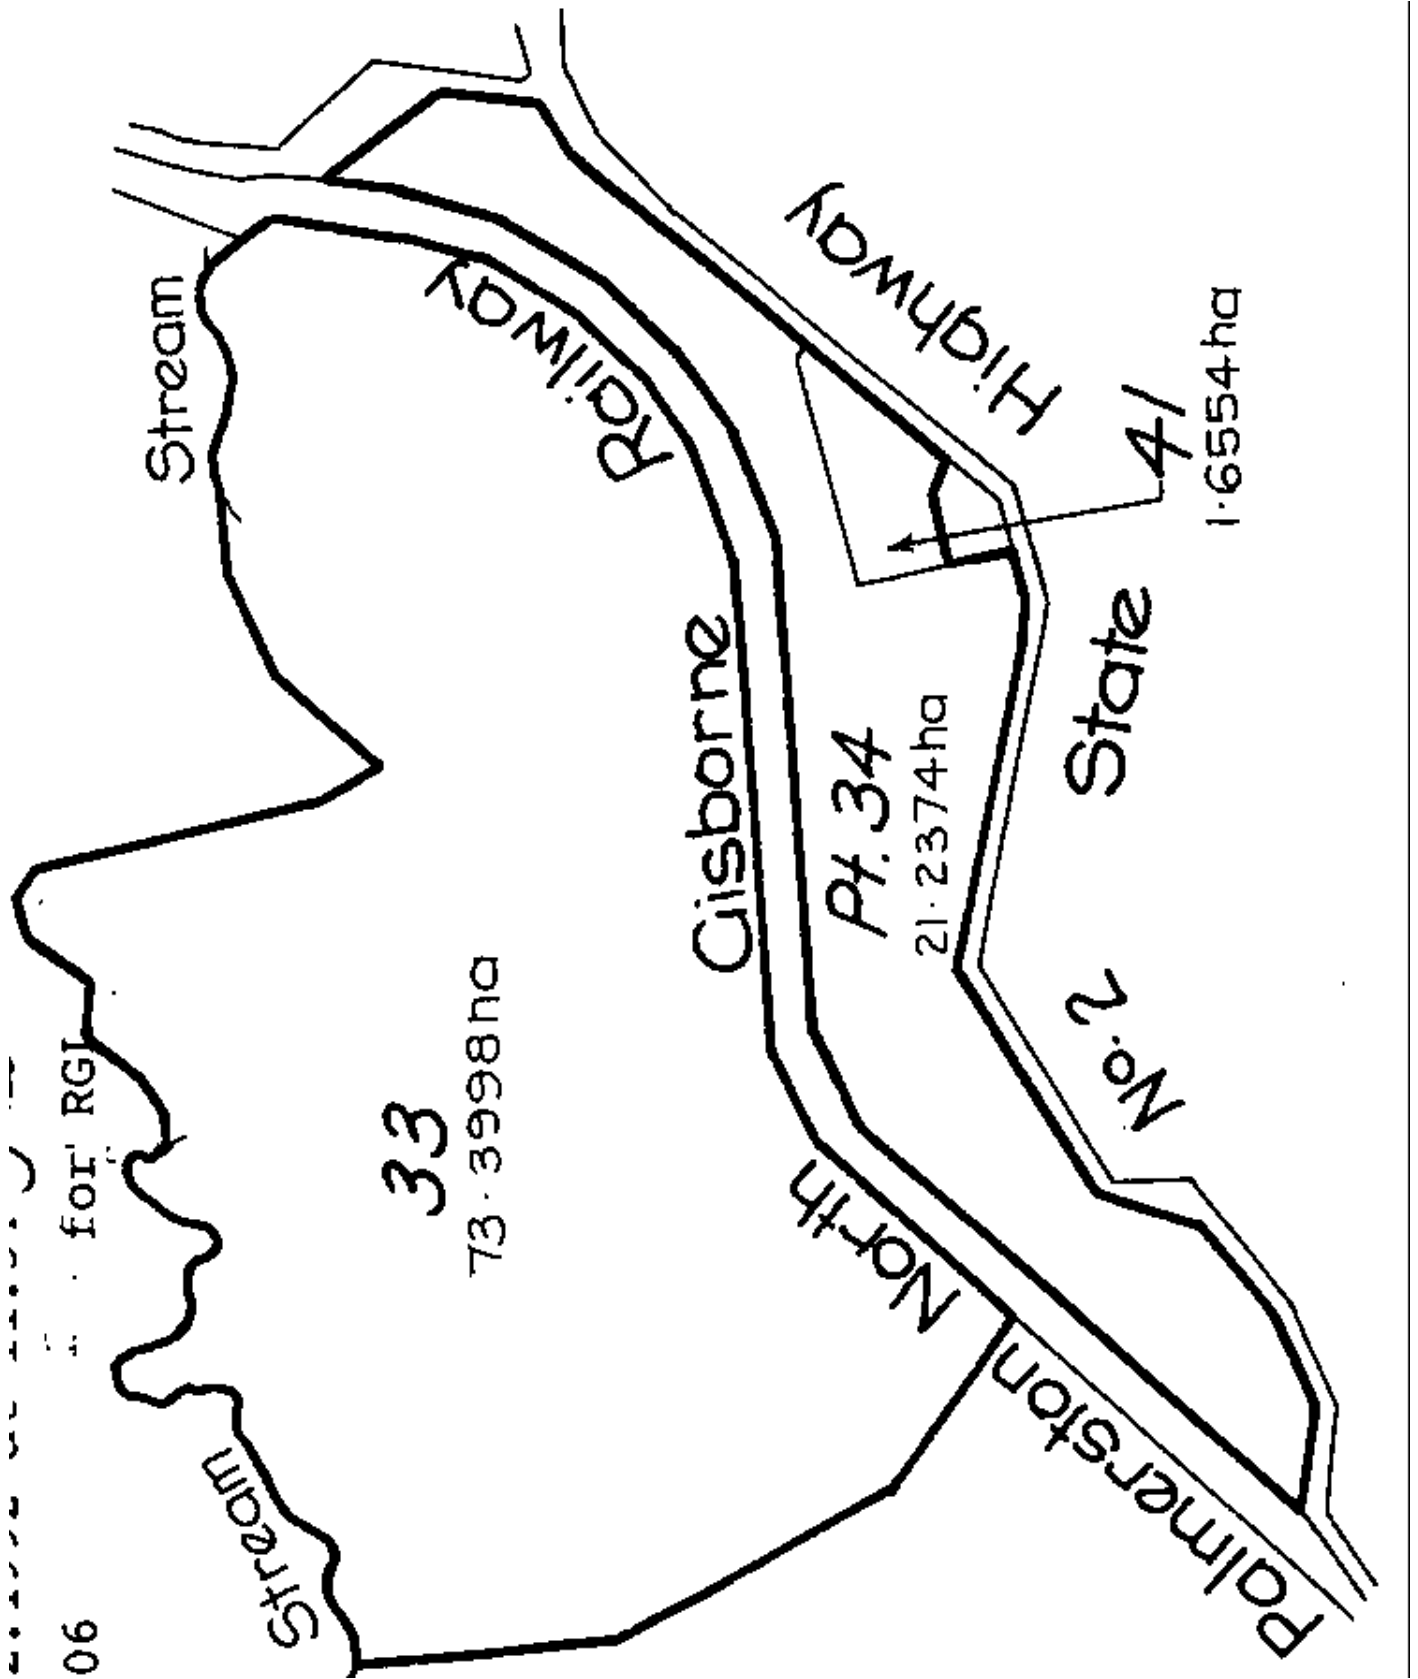 for RGL
06
Stream
Stream
33
73·3998ha
Palmerston North Gisborne Railway
Pt. 34
21·2374ha
No. 2 State Highway
41
1·6554ha